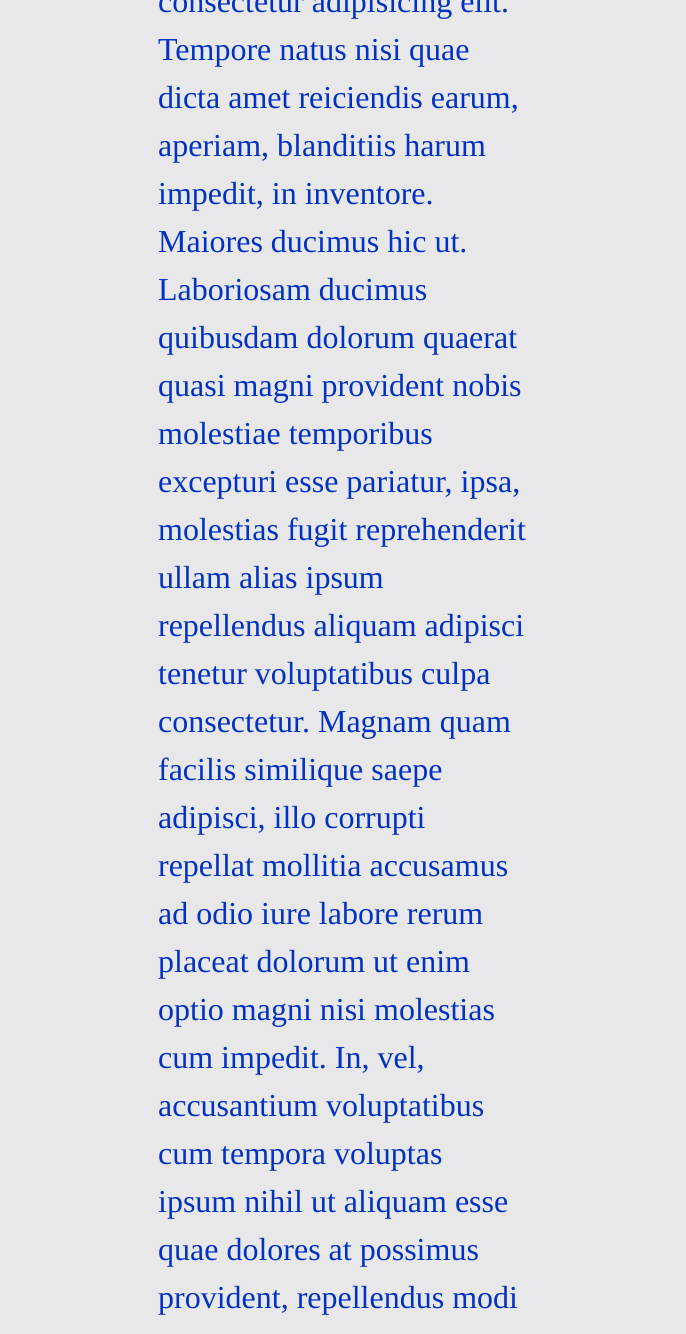 consectetur adipisicing elit.
Tempore natus nisi quae
dicta amet reiciendis earum,
aperiam, blanditiis harum
impedit, in inventore.
Maiores ducimus hic ut.
Laboriosam ducimus
quibusdam dolorum quaerat
quasi magni provident nobis
molestiae temporibus
excepturi esse pariatur, ipsa,
molestias fugit reprehenderit
ullam alias ipsum
repellendus aliquam adipisci
tenetur voluptatibus culpa
consectetur. Magnam quam
facilis similique saepe
adipisci, illo corrupti
repellat mollitia accusamus
ad odio iure labore rerum
placeat dolorum ut enim
optio magni nisi molestias
cum impedit. In, vel,
accusantium voluptatibus
cum tempora voluptas
ipsum nihil ut aliquam esse
quae dolores at possimus
provident, repellendus modi